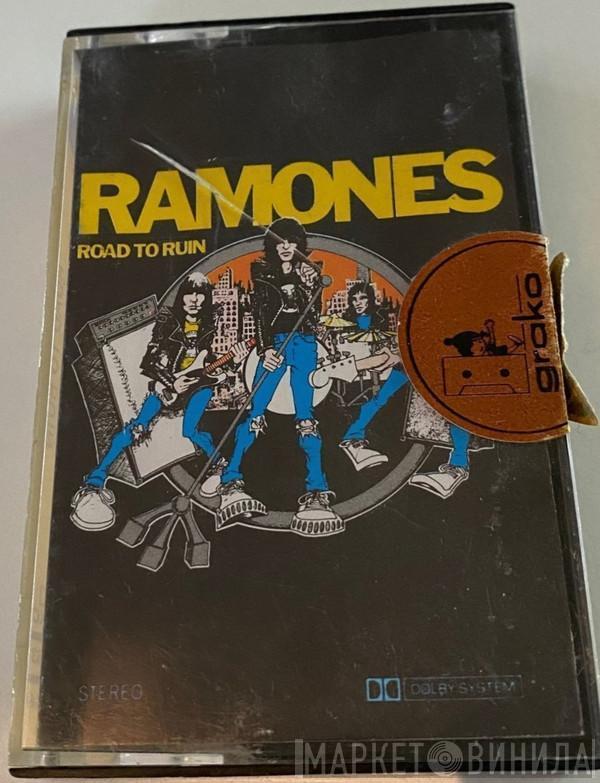 RAMONES
ROAD TO RUIN
grako
STEREO
DOLBY SYSTEM
МАРКЕТ ВИНИЛА